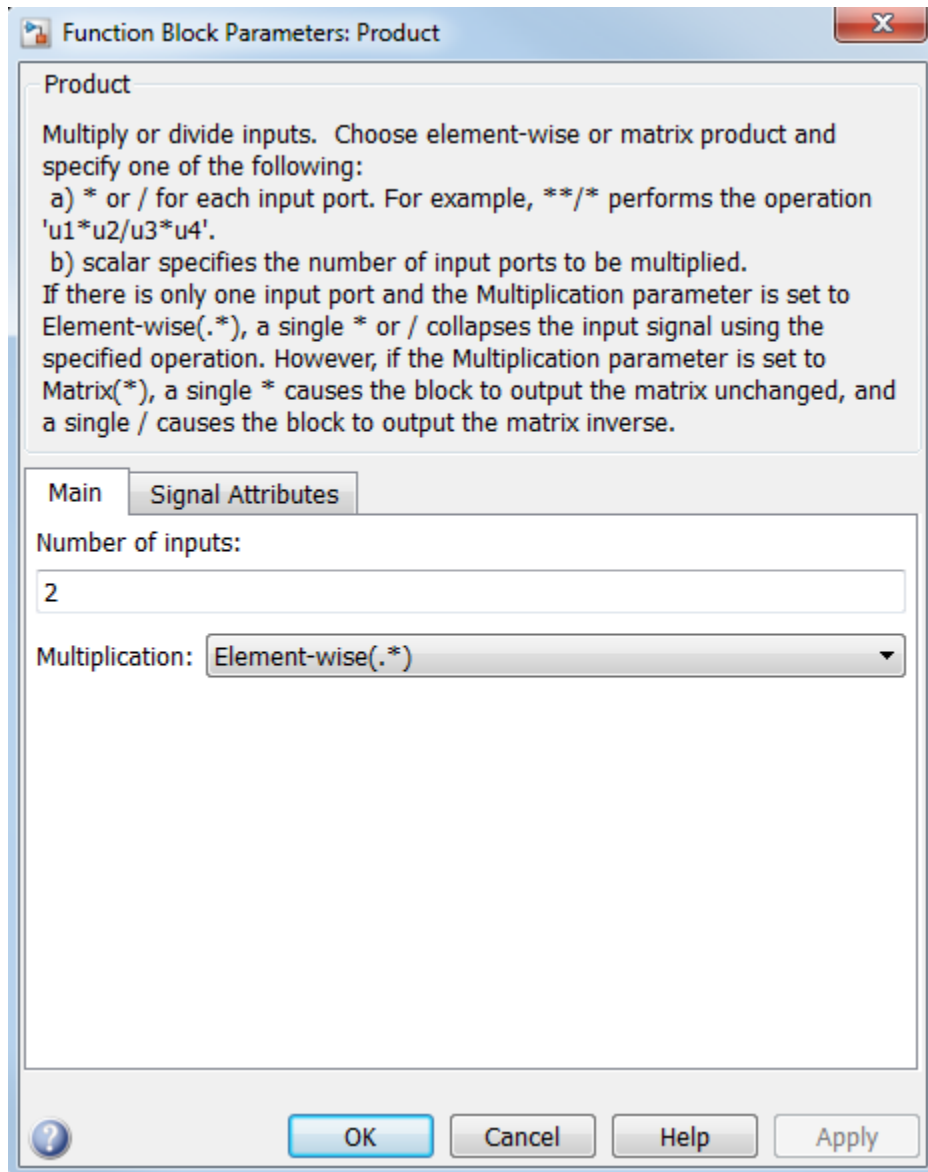 Function Block Parameters: Product
Product
Multiply or divide inputs.  Choose element-wise or matrix product and
specify one of the following:
a) * or / for each input port. For example, **/* performs the operation
'u1*u2/u3*u4'.
b) scalar specifies the number of input ports to be multiplied.
If there is only one input port and the Multiplication parameter is set to
Element-wise(.*), a single * or / collapses the input signal using the
specified operation. However, if the Multiplication parameter is set to
Matrix(*), a single * causes the block to output the matrix unchanged, and
a single / causes the block to output the matrix inverse.
Main
Signal Attributes
Number of inputs:
2
Multiplication: Element-wise(.*)
OK
Cancel
Help
Apply